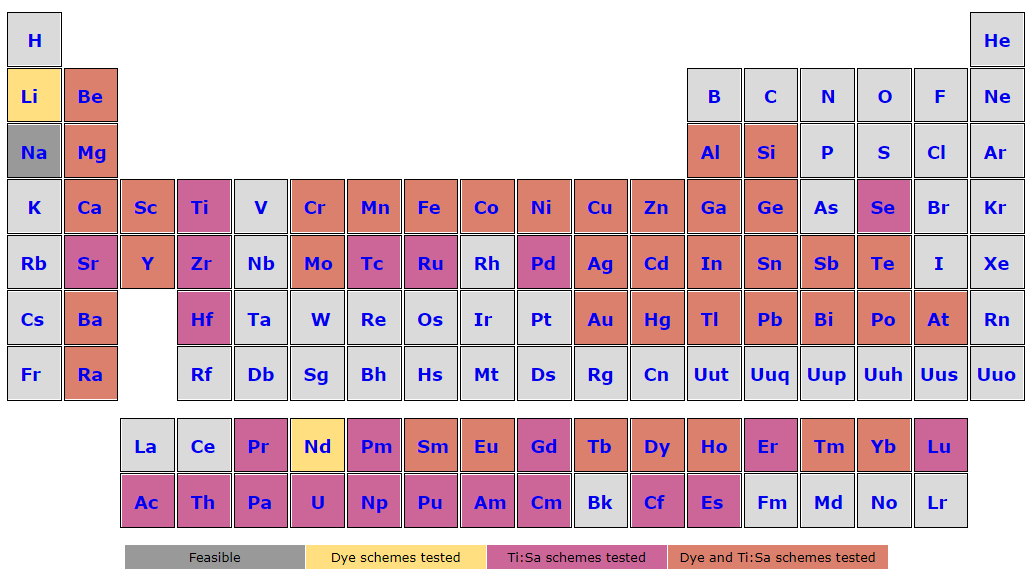 H He
Li Be B C N O F Ne
Na Mg Al Si P S Cl Ar
K Ca Sc Ti V Cr Mn Fe Co Ni Cu Zn Ga Ge As Se Br Kr
Rb Sr Y Zr Nb Mo Tc Ru Rh Pd Ag Cd In Sn Sb Te I Xe
Cs Ba Hf Ta W Re Os Ir Pt Au Hg Tl Pb Bi Po At Rn
Fr Ra Rf Db Sg Bh Hs Mt Ds Rg Cn Uut Uuq Uup Uuh Uus Uuo
La Ce Pr Nd Pm Sm Eu Gd Tb Dy Ho Er Tm Yb Lu
Ac Th Pa U Np Pu Am Cm Bk Cf Es Fm Md No Lr
Feasible Dye schemes tested Ti:Sa schemes tested Dye and Ti:Sa schemes tested